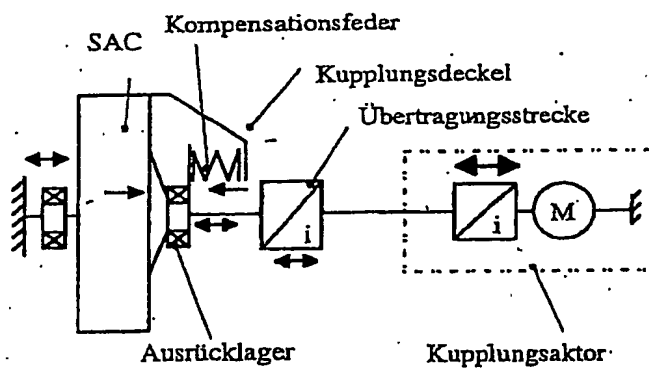 Kompensationsfeder
SAC
Kupplungsdeckel
Übertragungsstrecke
i
i
M
Ausrücklager
Kupplungsaktor